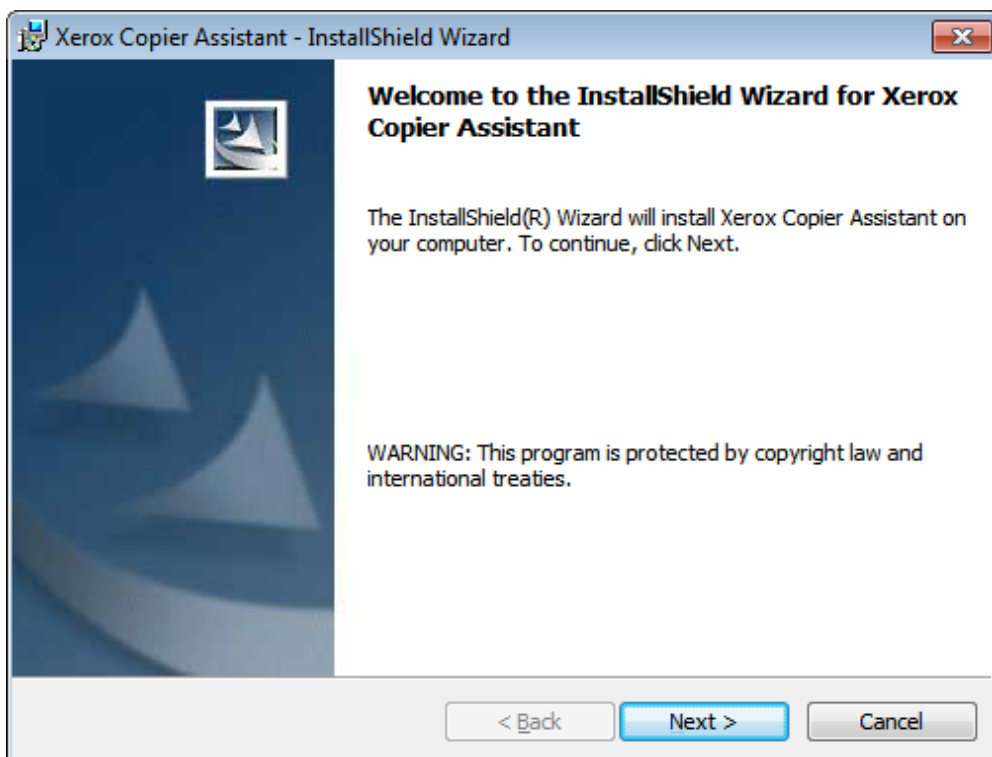 Xerox Copier Assistant - InstallShield Wizard
Welcome to the InstallShield Wizard for Xerox
Copier Assistant
The InstallShield(R) Wizard will install Xerox Copier Assistant on
your computer. To continue, click Next.
WARNING: This program is protected by copyright law and
international treaties.
< Back
Next >
Cancel